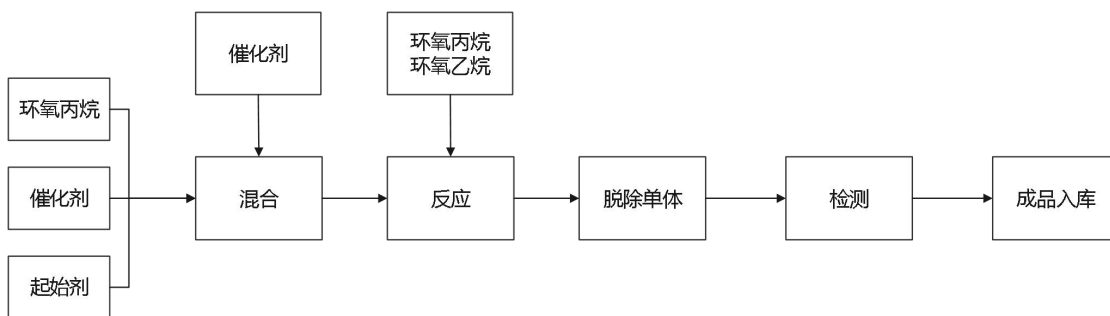 催化剂
环氧丙烷
环氧乙烷
环氧丙烷
催化剂
起始剂
混合
反应
脱除单体
检测
成品入库